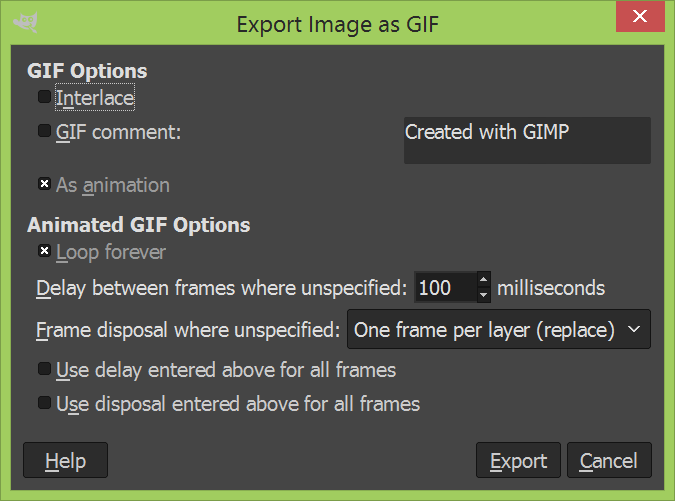 Export Image as GIF
GIF Options
Interlace
GIF comment: Created with GIMP
As animation
Animated GIF Options
Loop forever
Delay between frames where unspecified: 100 milliseconds
Frame disposal where unspecified: One frame per layer (replace)
Use delay entered above for all frames
Use disposal entered above for all frames
Help Export Cancel